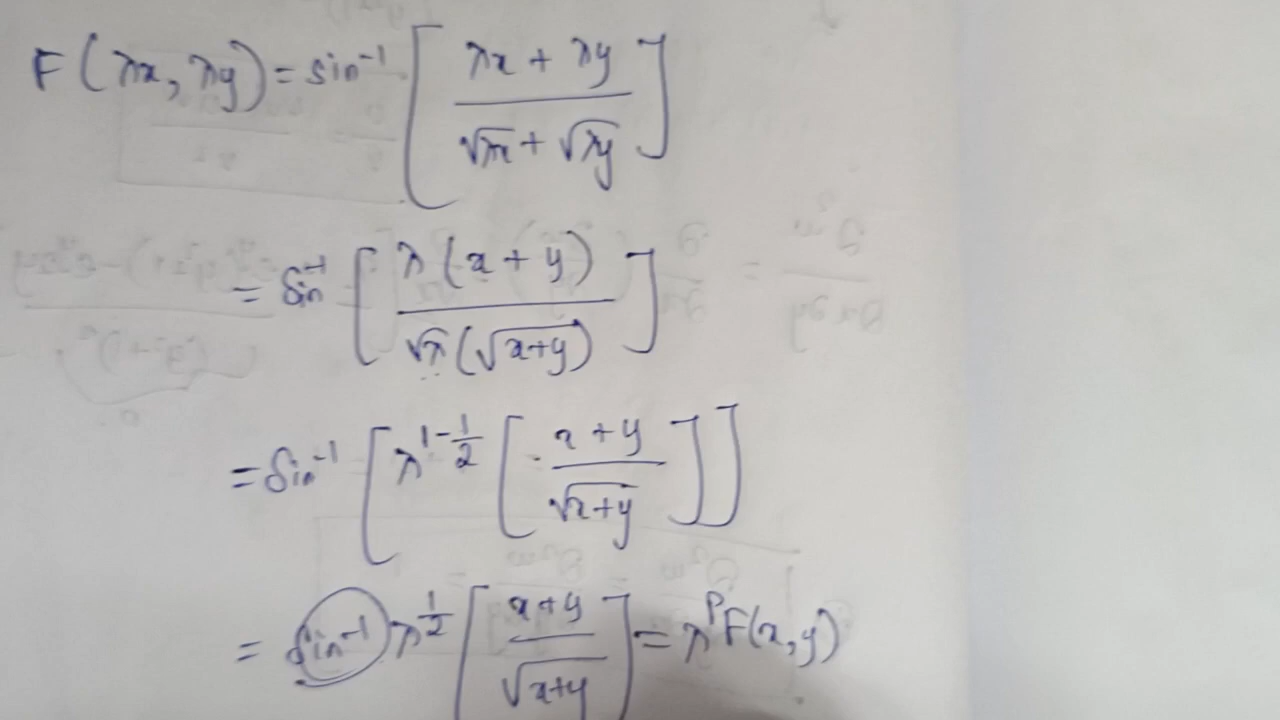 F(λx, λy) = sin⁻¹ [ (λx + λy) / (√λx + √λy) ]
= sin⁻¹ [ λ(x + y) / √λ(√x+y) ]
= sin⁻¹ [ λ^(1-1/2) [ (x + y) / √x+y ] ]
= sin⁻¹ λ^(1/2) [ (x+y) / √x+y ] = λ^P F(x,y)